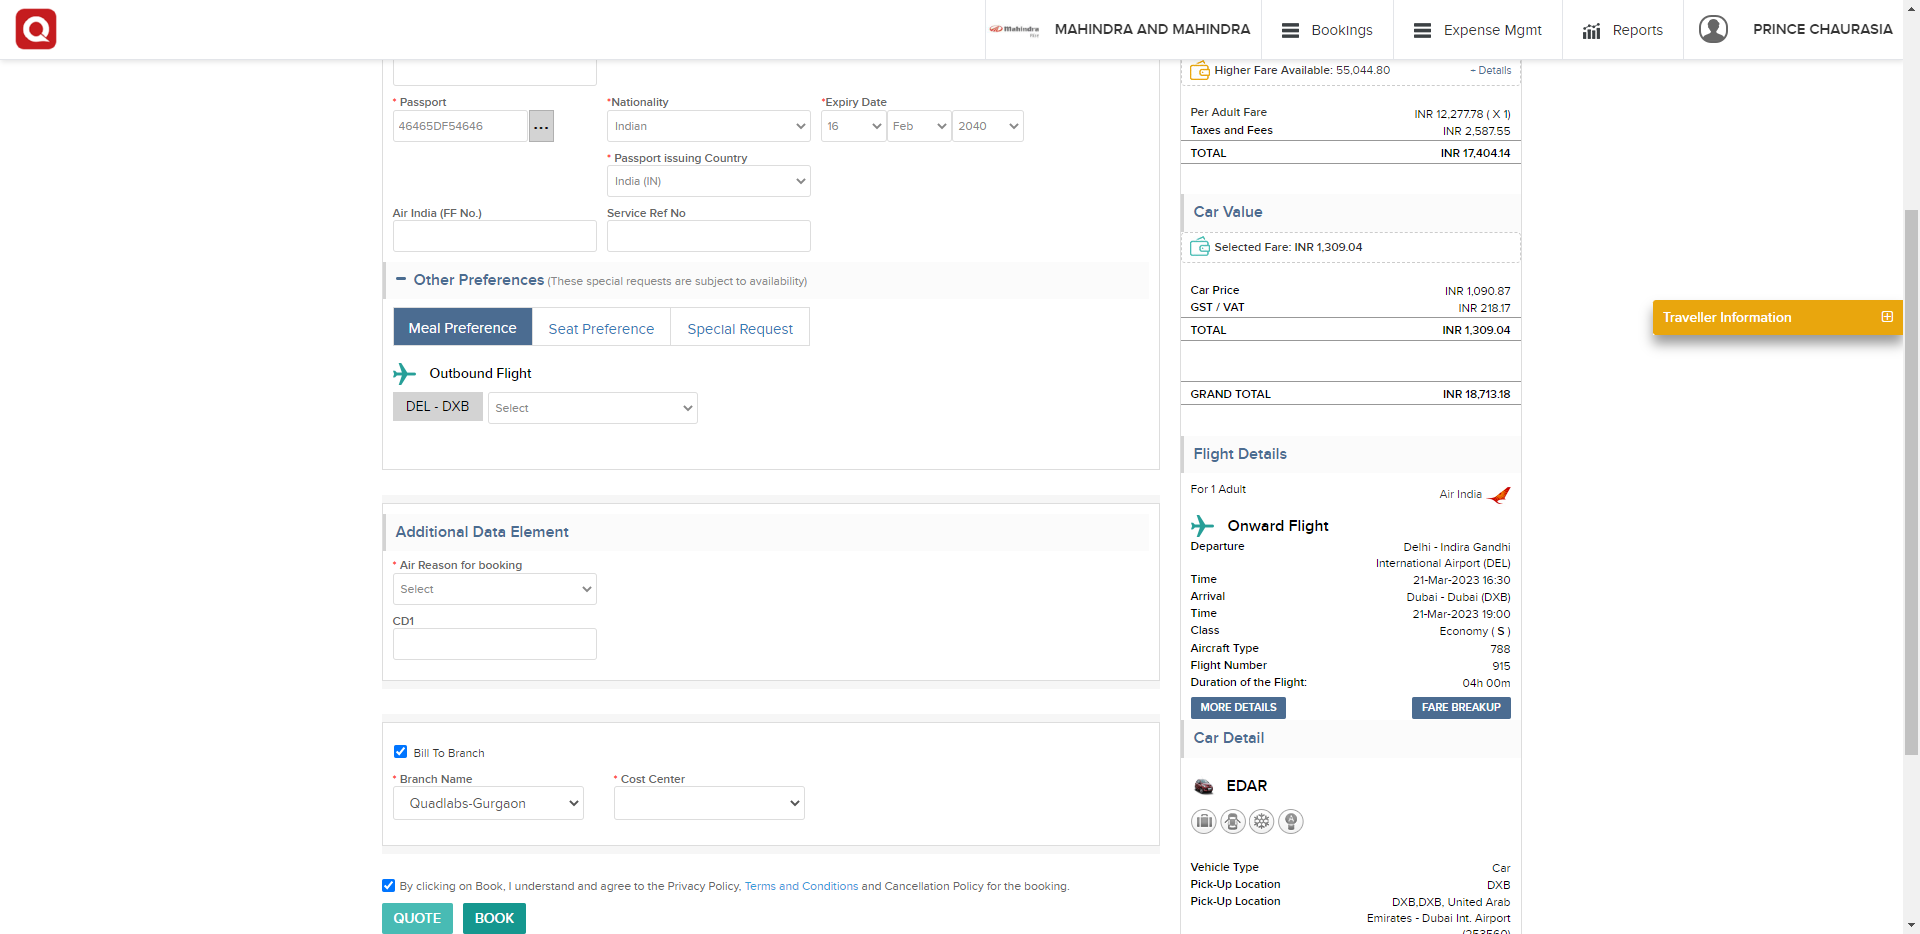 Q
Mahindra
MAHINDRA AND MAHINDRA
Bookings
Expense Mgmt
Reports
PRINCE CHAURASIA
* Passport
*Nationality
*Expiry Date
46465DF54646
...
Indian
16
Feb
2040
* Passport issuing Country
India (IN)
Air India (FF No.)
Service Ref No
Other Preferences (These special requests are subject to availability)
Meal Preference
Seat Preference
Special Request
Outbound Flight
DEL - DXB
Select
Additional Data Element
* Air Reason for booking
Select
CD1
Bill To Branch
* Branch Name
* Cost Center
Quadlabs-Gurgaon
By clicking on Book, I understand and agree to the Privacy Policy, Terms and Conditions and Cancellation Policy for the booking.
QUOTE
BOOK
Higher Fare Available: 55,044.80
+ Details
Per Adult Fare
INR 12,277.78 ( X 1)
Taxes and Fees
INR 2,587.55
TOTAL
INR 17,404.14
Car Value
Selected Fare: INR 1,309.04
Car Price
INR 1,090.87
GST / VAT
INR 218.17
TOTAL
INR 1,309.04
GRAND TOTAL
INR 18,713.18
Flight Details
For 1 Adult
Air India
Onward Flight
Departure
Delhi - Indira Gandhi
International Airport (DEL)
Time
21-Mar-2023 16:30
Arrival
Dubai - Dubai (DXB)
Time
21-Mar-2023 19:00
Class
Economy ( S )
Aircraft Type
788
Flight Number
915
Duration of the Flight:
04h 00m
MORE DETAILS
FARE BREAKUP
Car Detail
EDAR
Vehicle Type
Car
Pick-Up Location
DXB
Pick-Up Location
DXB,DXB, United Arab
Emirates - Dubai Int. Airport
(253560)
Traveller Information